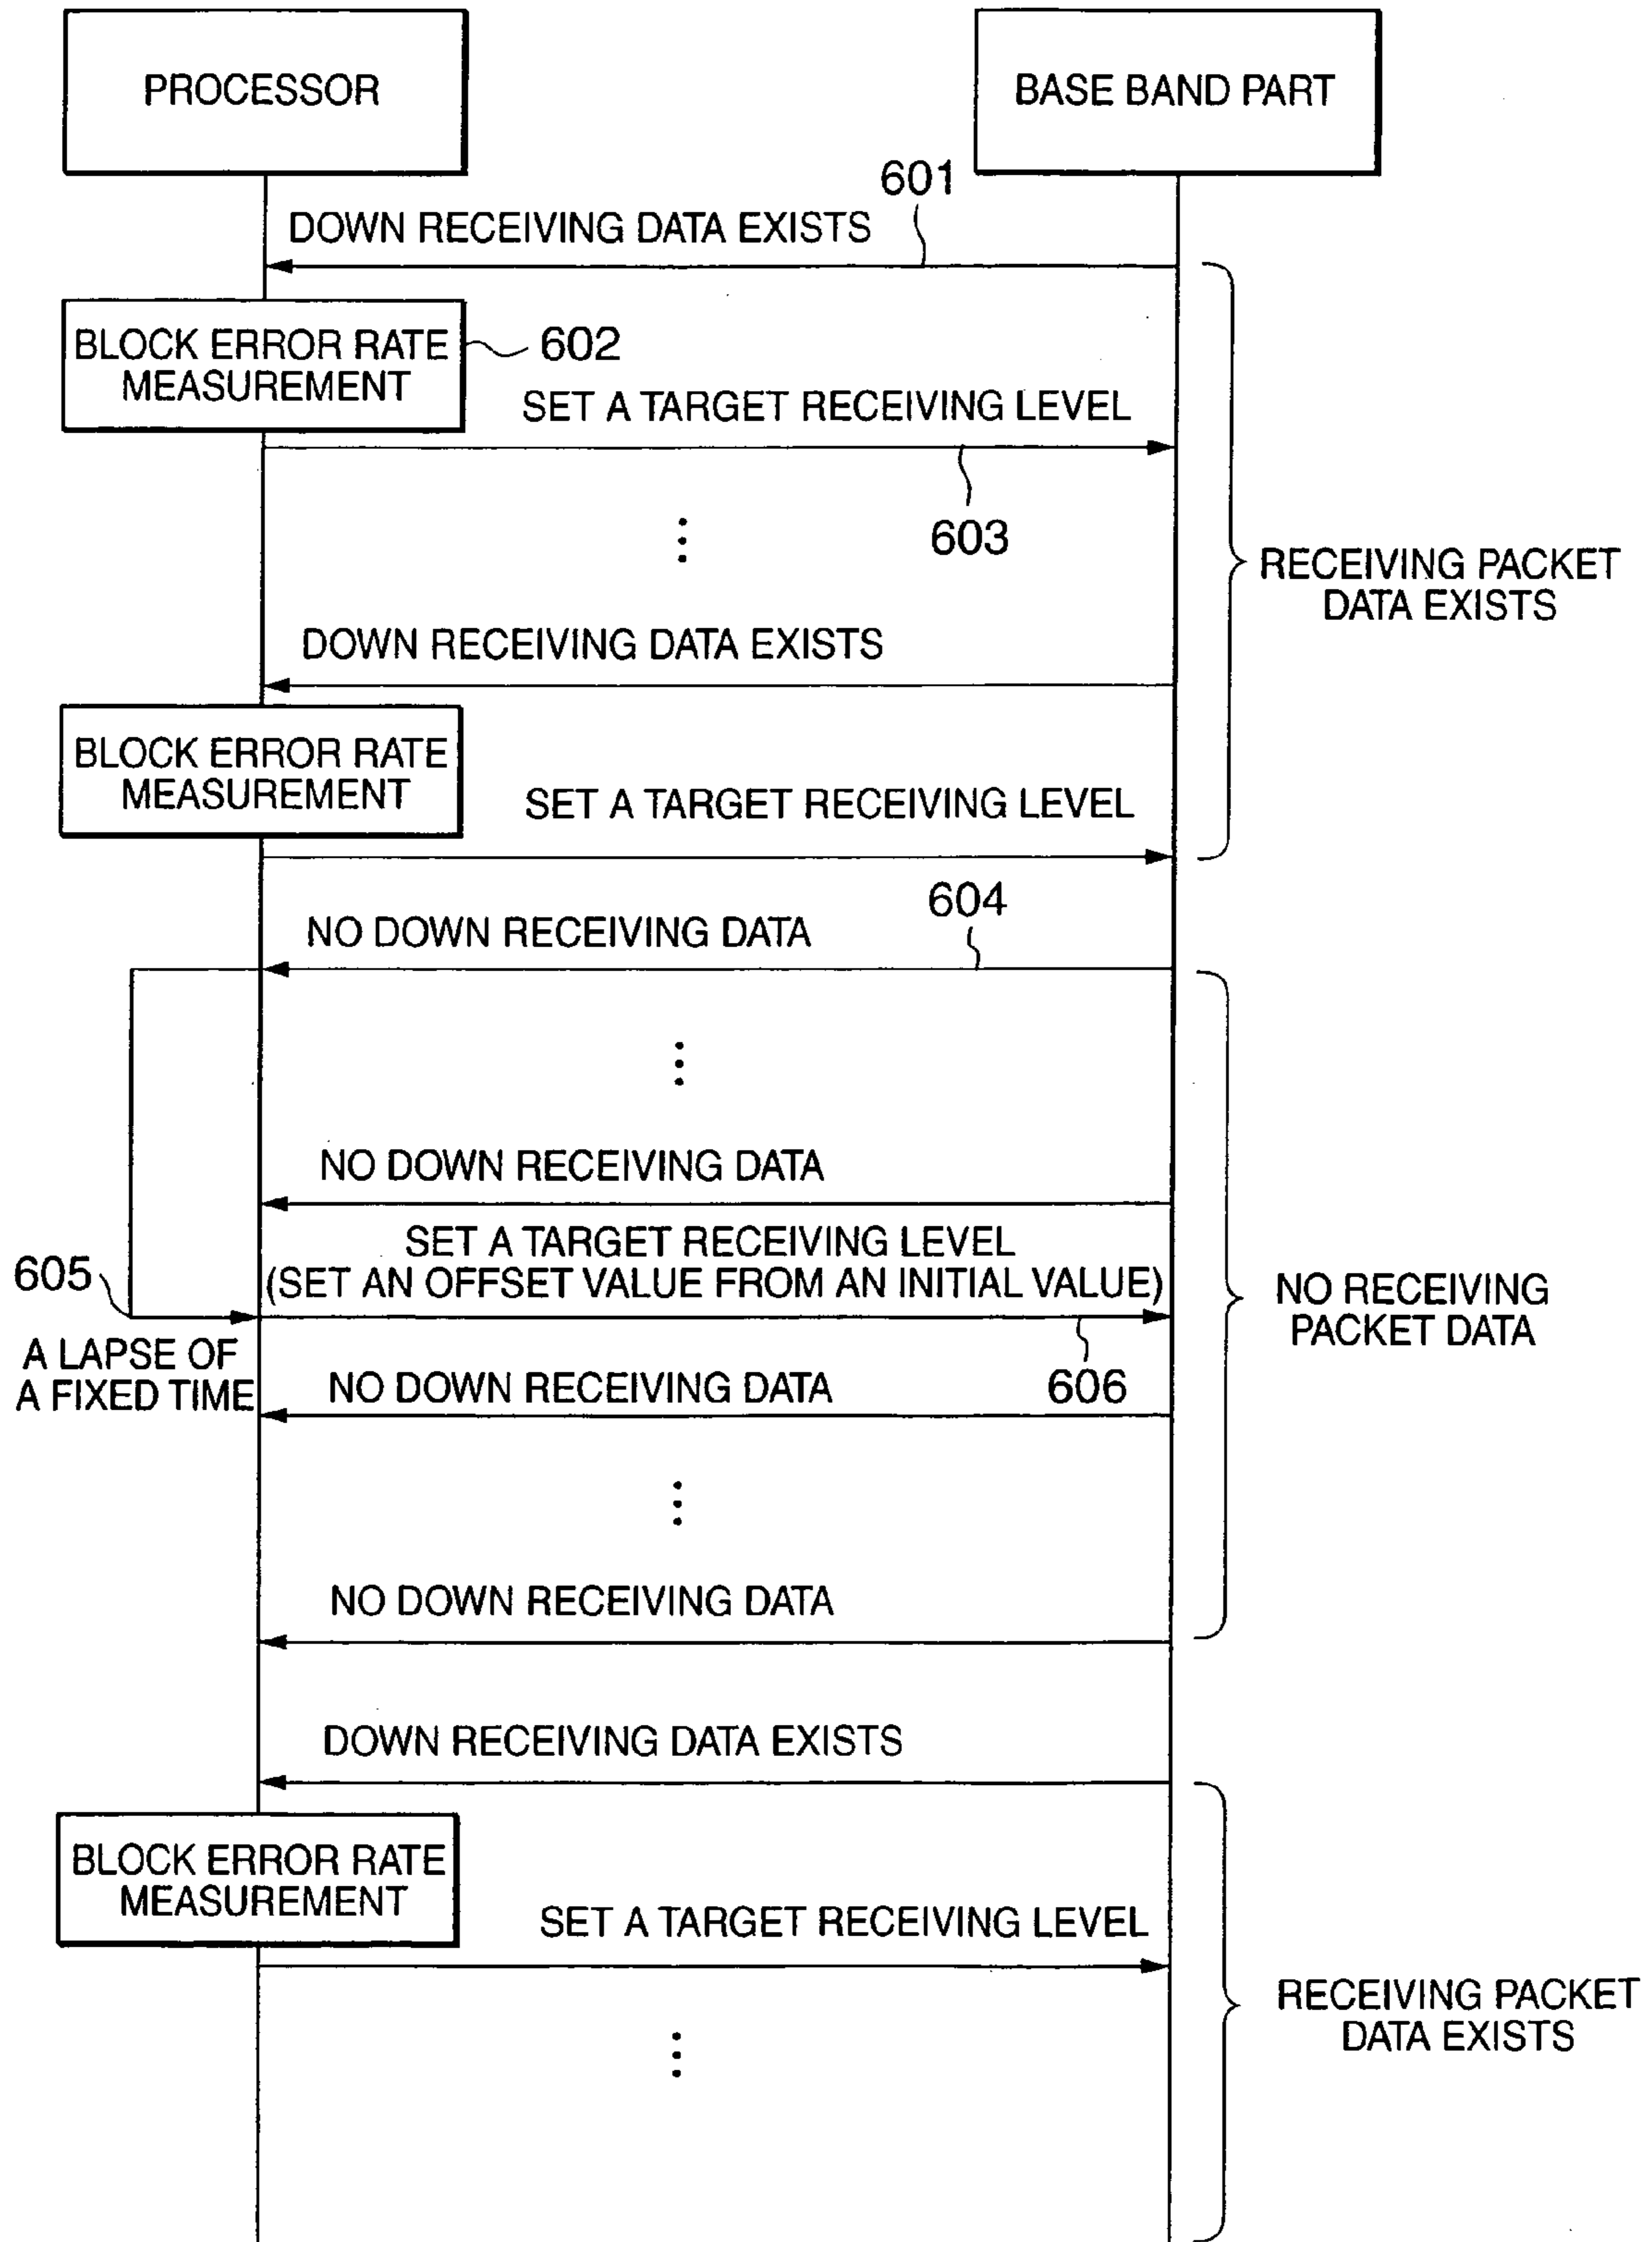 PROCESSOR
BASE BAND PART
601
DOWN RECEIVING DATA EXISTS
BLOCK ERROR RATE
MEASUREMENT
602
SET A TARGET RECEIVING LEVEL
603
RECEIVING PACKET
DATA EXISTS
DOWN RECEIVING DATA EXISTS
BLOCK ERROR RATE
MEASUREMENT
SET A TARGET RECEIVING LEVEL
604
NO DOWN RECEIVING DATA
NO DOWN RECEIVING DATA
SET A TARGET RECEIVING LEVEL
(SET AN OFFSET VALUE FROM AN INITIAL VALUE)
605
NO RECEIVING
PACKET DATA
A LAPSE OF
A FIXED TIME
606
NO DOWN RECEIVING DATA
NO DOWN RECEIVING DATA
DOWN RECEIVING DATA EXISTS
BLOCK ERROR RATE
MEASUREMENT
SET A TARGET RECEIVING LEVEL
RECEIVING PACKET
DATA EXISTS